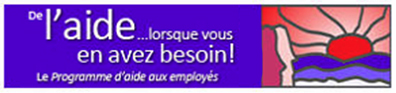 De l'aide...lorsque vous
en avez besoin!
Le Programme d'aide aux employés